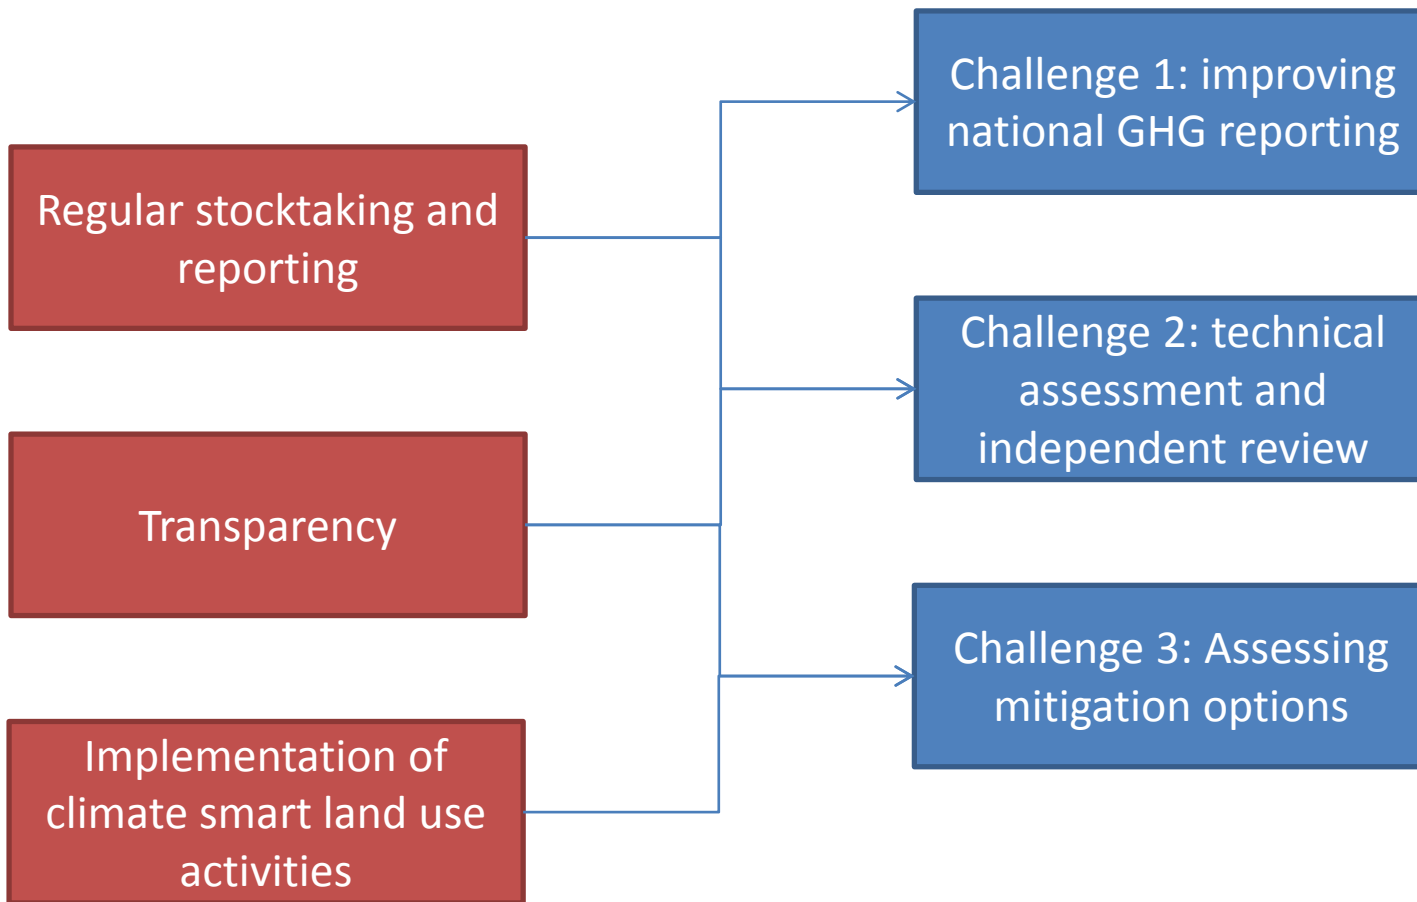 Regular stocktaking and
reporting
Transparency
Implementation of
climate smart land use
activities
Challenge 1: improving
national GHG reporting
Challenge 2: technical
assessment and
independent review
Challenge 3: Assessing
mitigation options